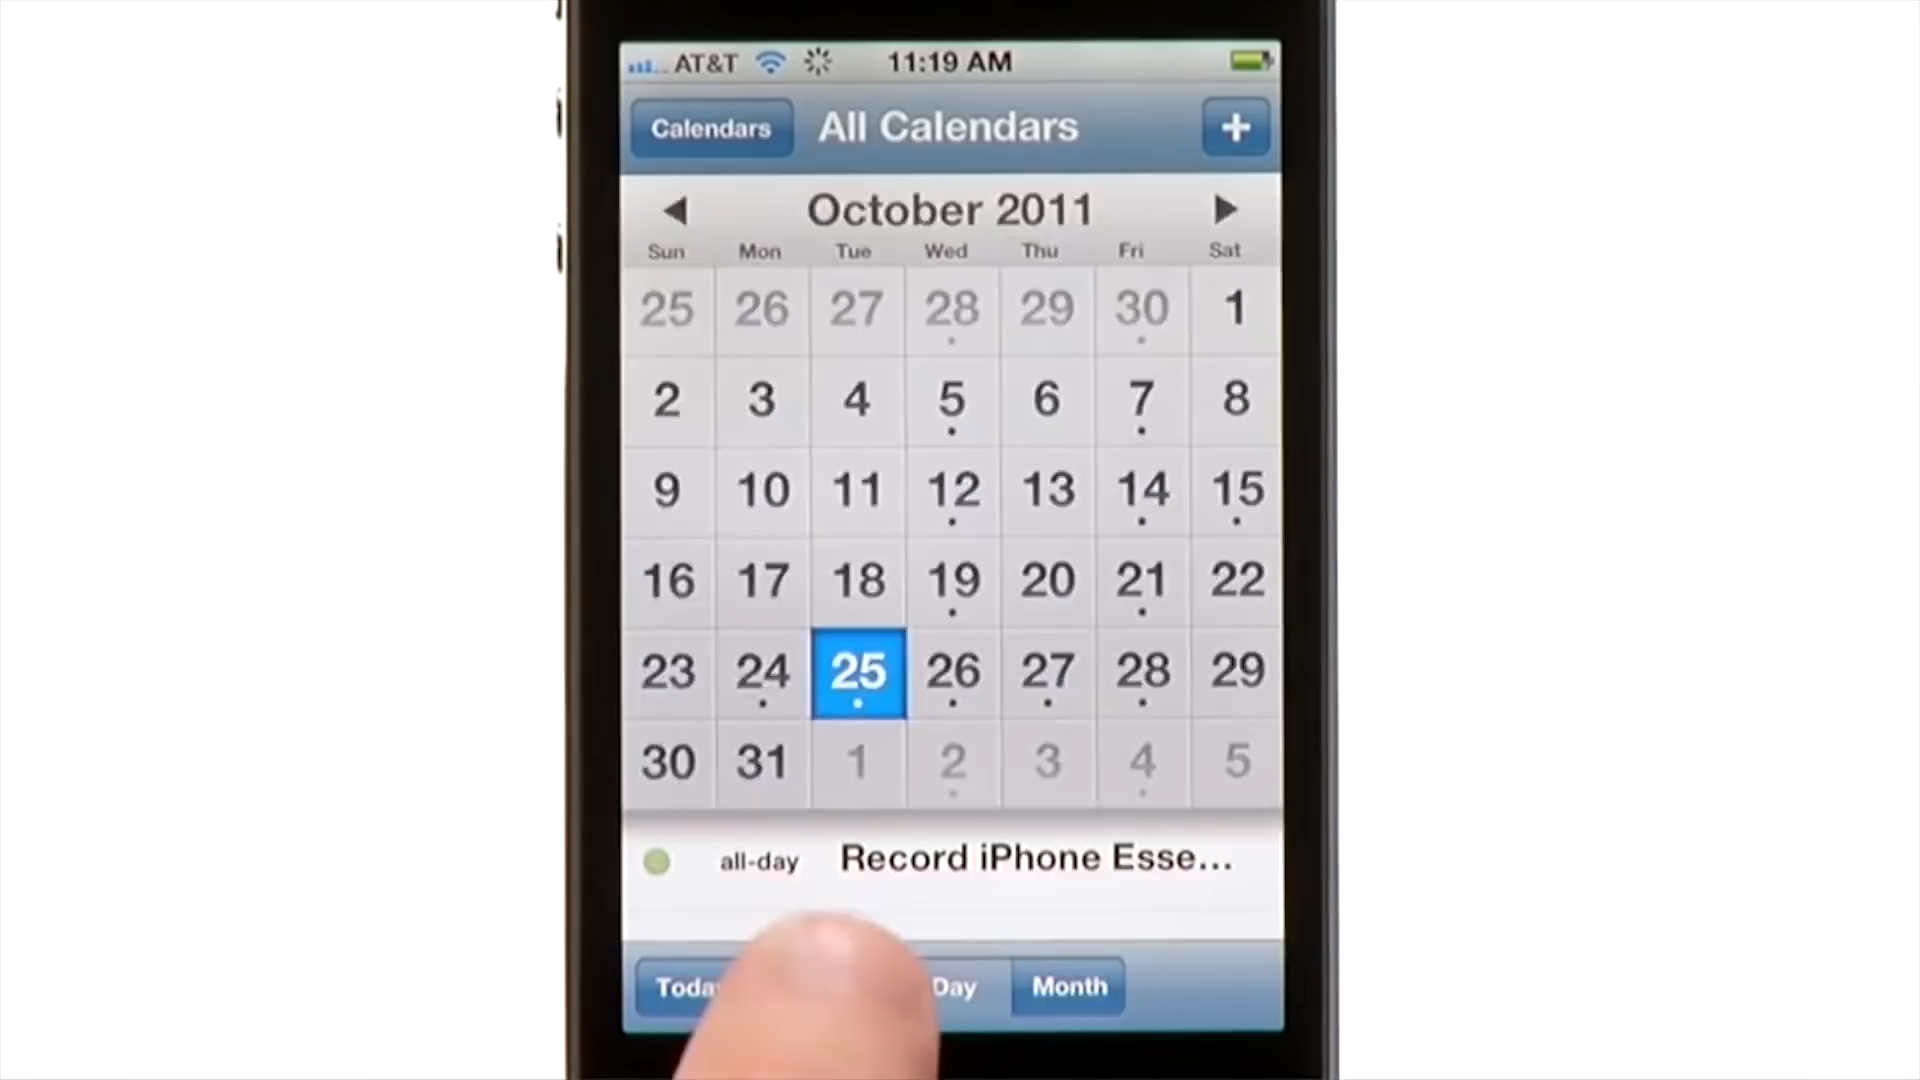 AT&T 11:19 AM
Calendars All Calendars +
October 2011
Sun Mon Tue Wed Thu Fri Sat
25 26 27 28 29 30 1
2 3 4 5 6 7 8
9 10 11 12 13 14 15
16 17 18 19 20 21 22
23 24 25 26 27 28 29
30 31 1 2 3 4 5
all-day Record iPhone Esse...
Today Day Month